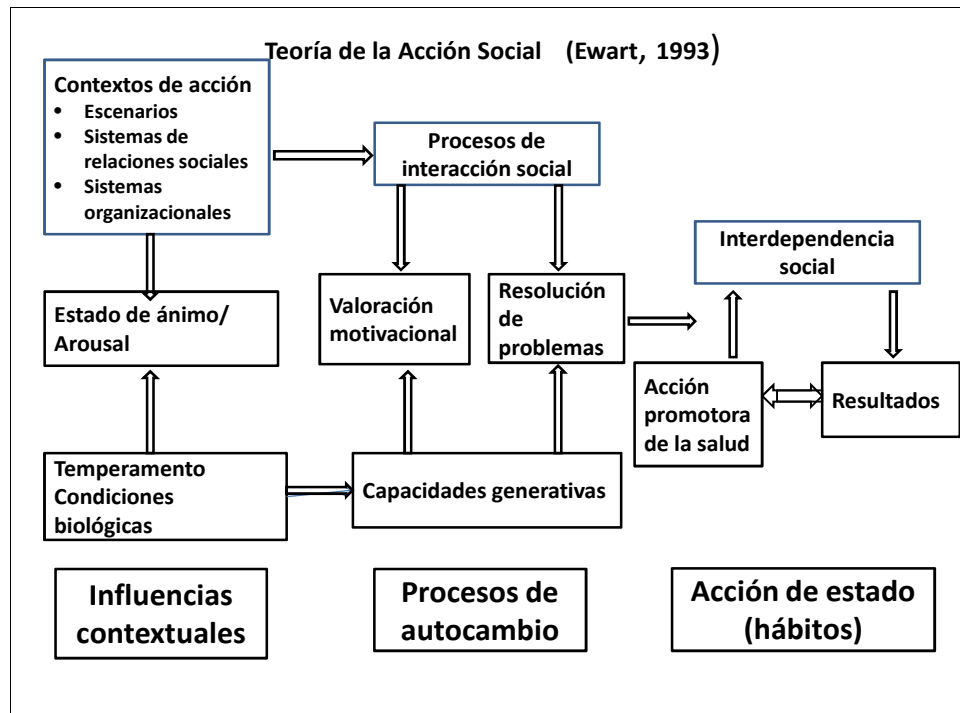 Teoría de la Acción Social (Ewart, 1993)
Contextos de acción
• Escenarios
• Sistemas de
relaciones sociales
• Sistemas
organizacionales
Procesos de
interacción social
Interdependencia
social
Estado de ánimo/
Arousal
Valoración
motivacional
Resolución
de
problemas
Acción
promotora
de la salud
Resultados
Temperamento
Condiciones
biológicas
Capacidades generativas
Influencias
contextuales
Procesos de
autocambio
Acción de estado
(hábitos)